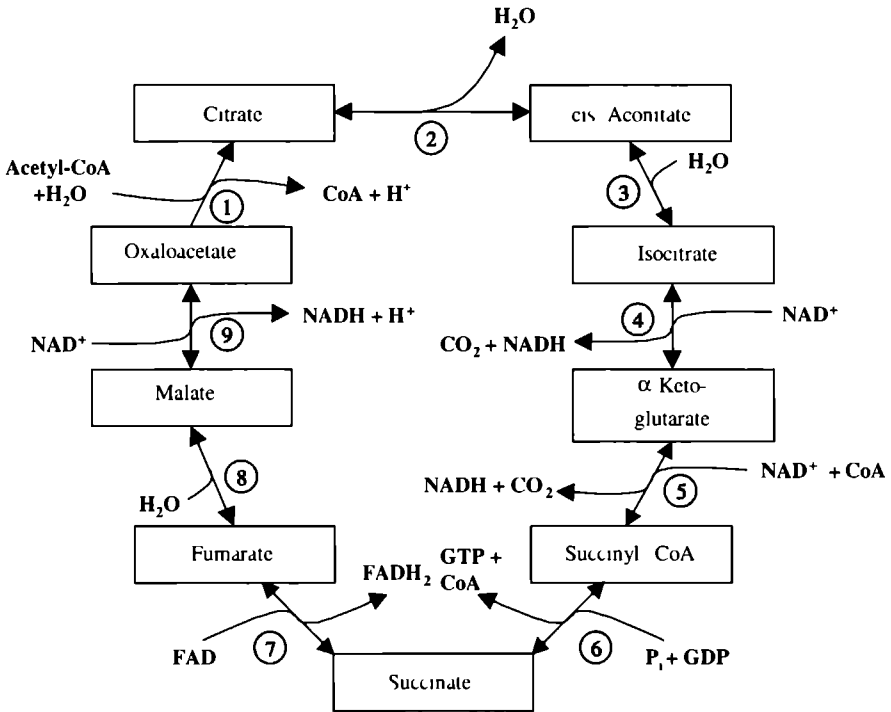 H₂O
Citrate
cis Aconitate
2
Acetyl-CoA
+H₂O
CoA + H⁺
1
3
H₂O
Oxaloacetate
Isocitrate
NAD⁺
NADH + H⁺
9
4
NAD⁺
CO₂ + NADH
Malate
α Keto-
glutarate
8
H₂O
NADH + CO₂
5
NAD⁺ + CoA
Fumarate
Succinyl CoA
FADH₂
GTP +
CoA
FAD
7
6
Pᵢ + GDP
Succinate